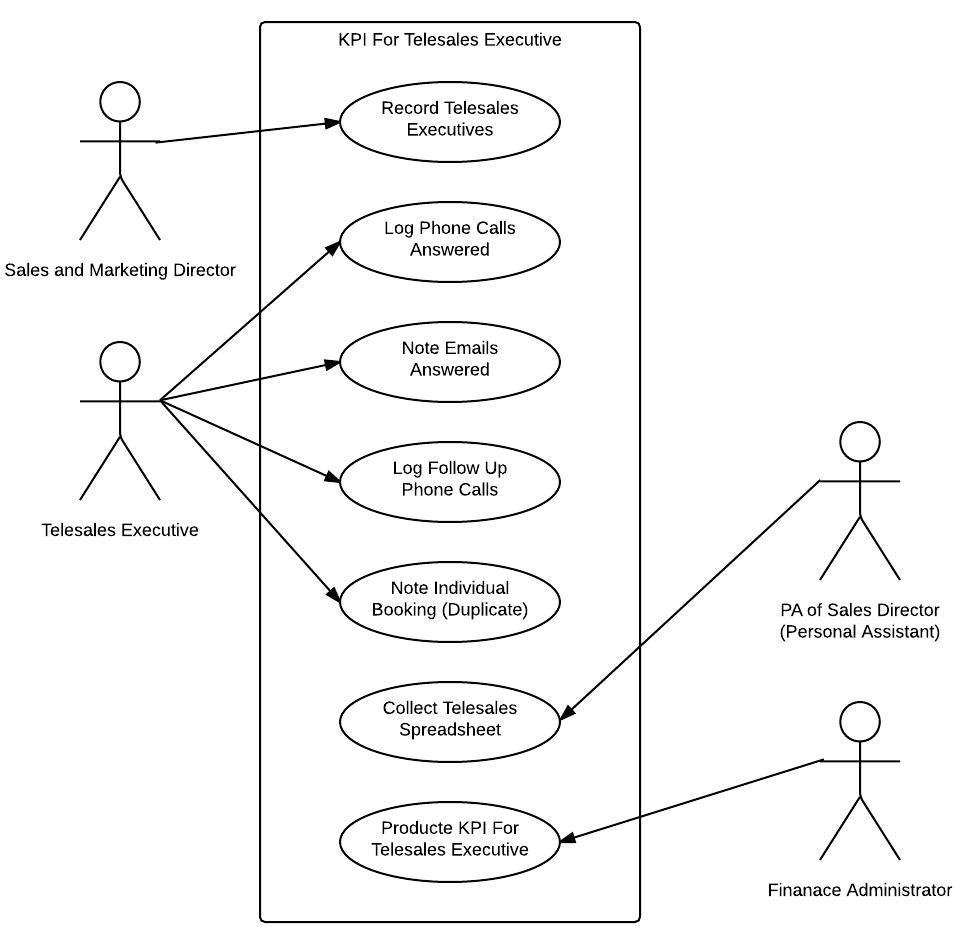 KPI For Telesales Executive
Record Telesales
Executives
Sales and Marketing Director
Log Phone Calls
Answered
Note Emails
Answered
Telesales Executive
Log Follow Up
Phone Calls
Note Individual
Booking (Duplicate)
PA of Sales Director
(Personal Assistant)
Collect Telesales
Spreadsheet
Producte KPI For
Telesales Executive
Finanace Administrator